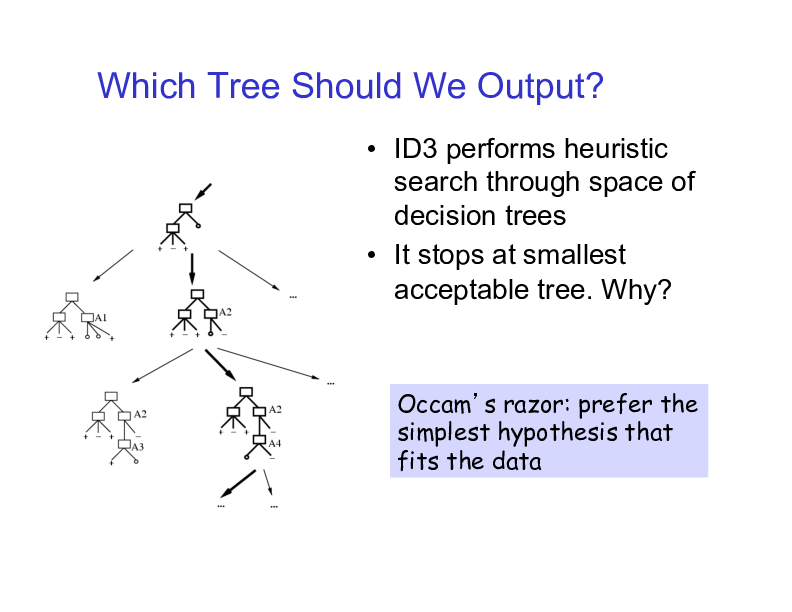 Which Tree Should We Output?
• ID3 performs heuristic
search through space of
decision trees
• It stops at smallest
acceptable tree. Why?
+ – +
...
A1
+ – + +
A2
+ – + –
...
A2
+ – + –
A3
+
A2
+ – + –
A4
–
... ...
Occam’s razor: prefer the
simplest hypothesis that
fits the data